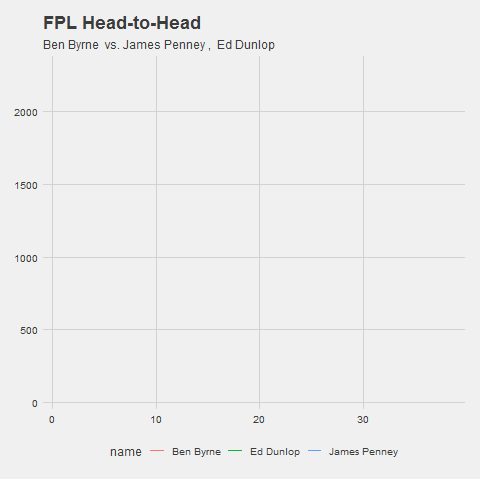 FPL Head-to-Head
Ben Byrne  vs. James Penney ,  Ed Dunlop
2000
1500
1000
500
0
0 10 20 30
name Ben Byrne Ed Dunlop James Penney